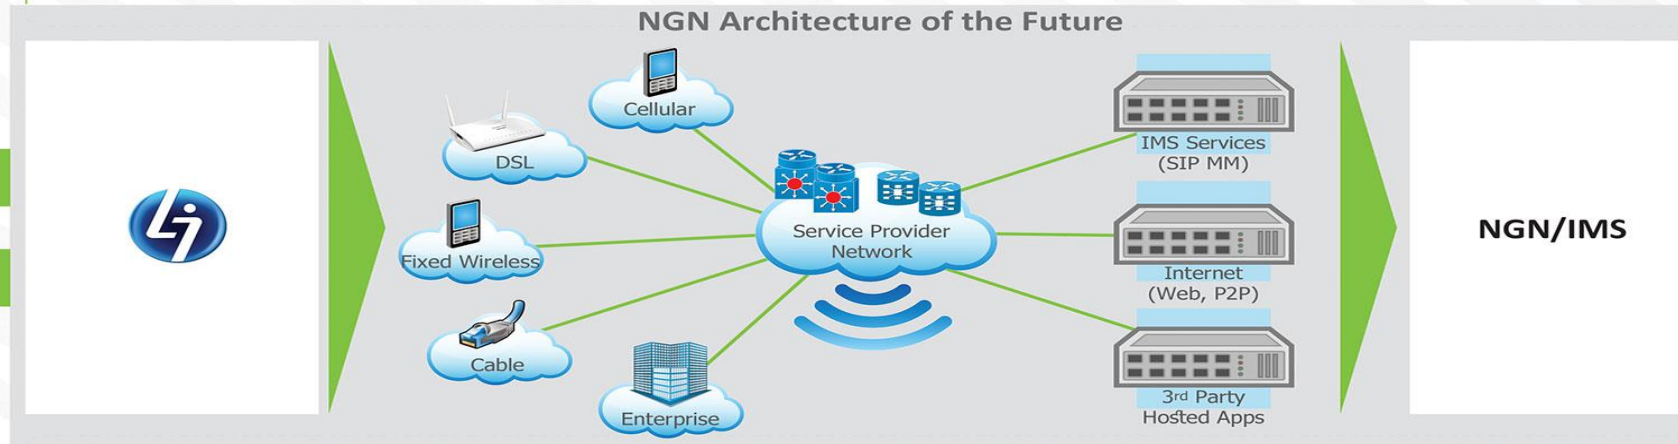 NGN Architecture of the Future
Cellular
DSL
Fixed Wireless
Cable
Enterprise
Service Provider
Network
IMS Services
(SIP MM)
Internet
(Web, P2P)
3rd Party
Hosted Apps
NGN/IMS